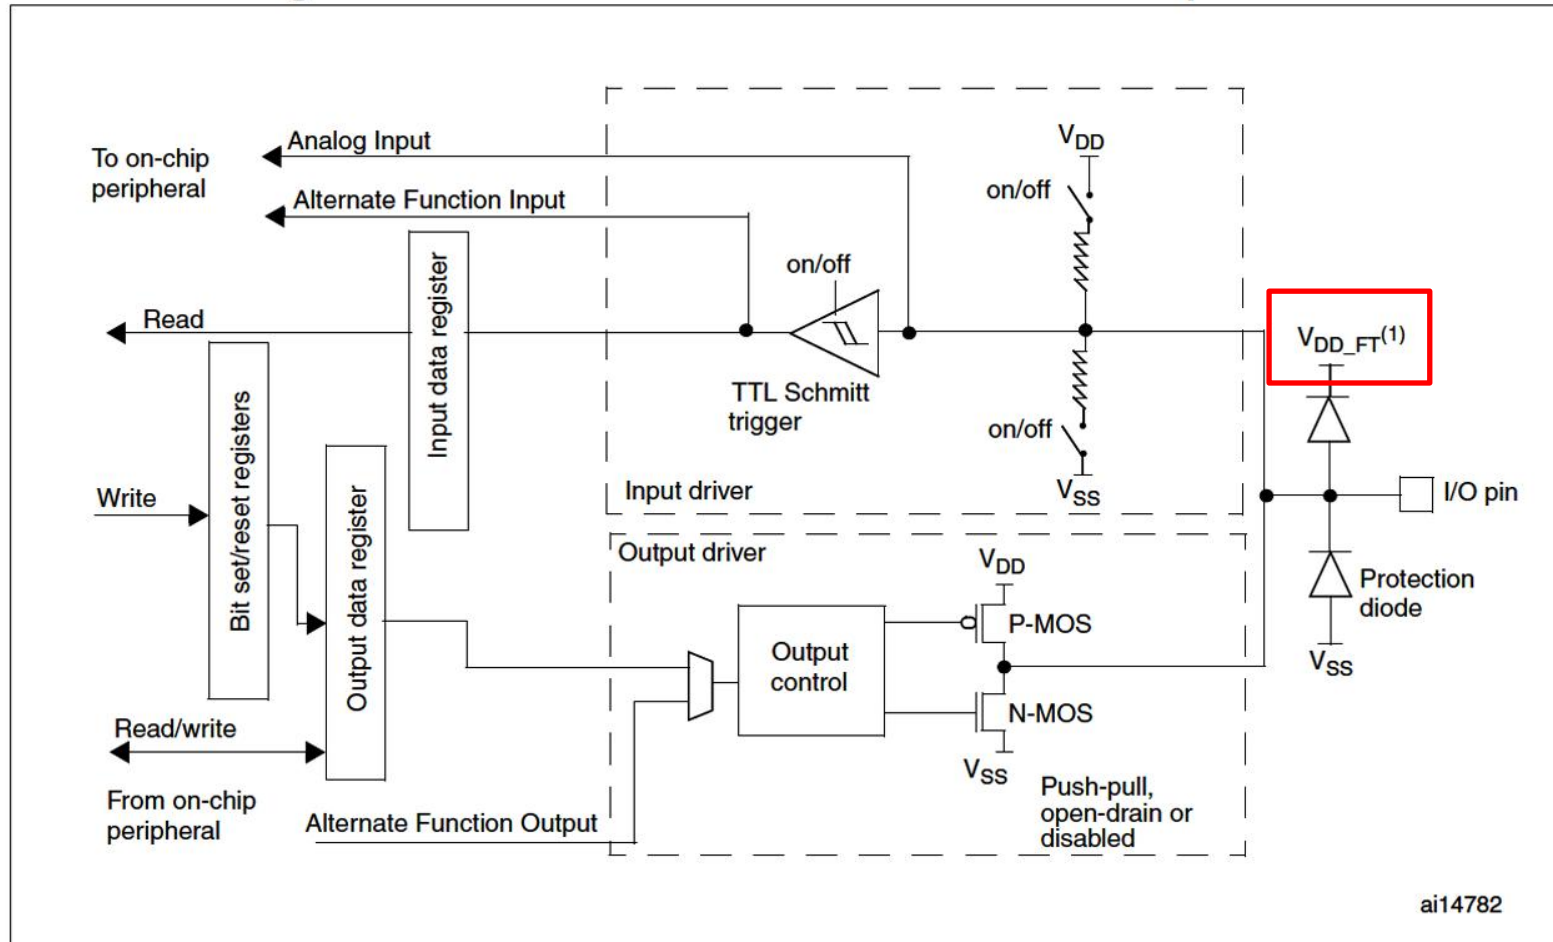 To on-chip
peripheral
Analog Input
Alternate Function Input
Read
Input data register
on/off
TTL Schmitt
trigger
VDD
on/off
on/off
VSS
Input driver
VDD_FT(1)
I/O pin
Protection
diode
VSS
Write
Bit set/reset registers
Output data register
Read/write
From on-chip
peripheral
Alternate Function Output
Output driver
Output
control
VDD
P-MOS
N-MOS
VSS
Push-pull,
open-drain or
disabled
ai14782